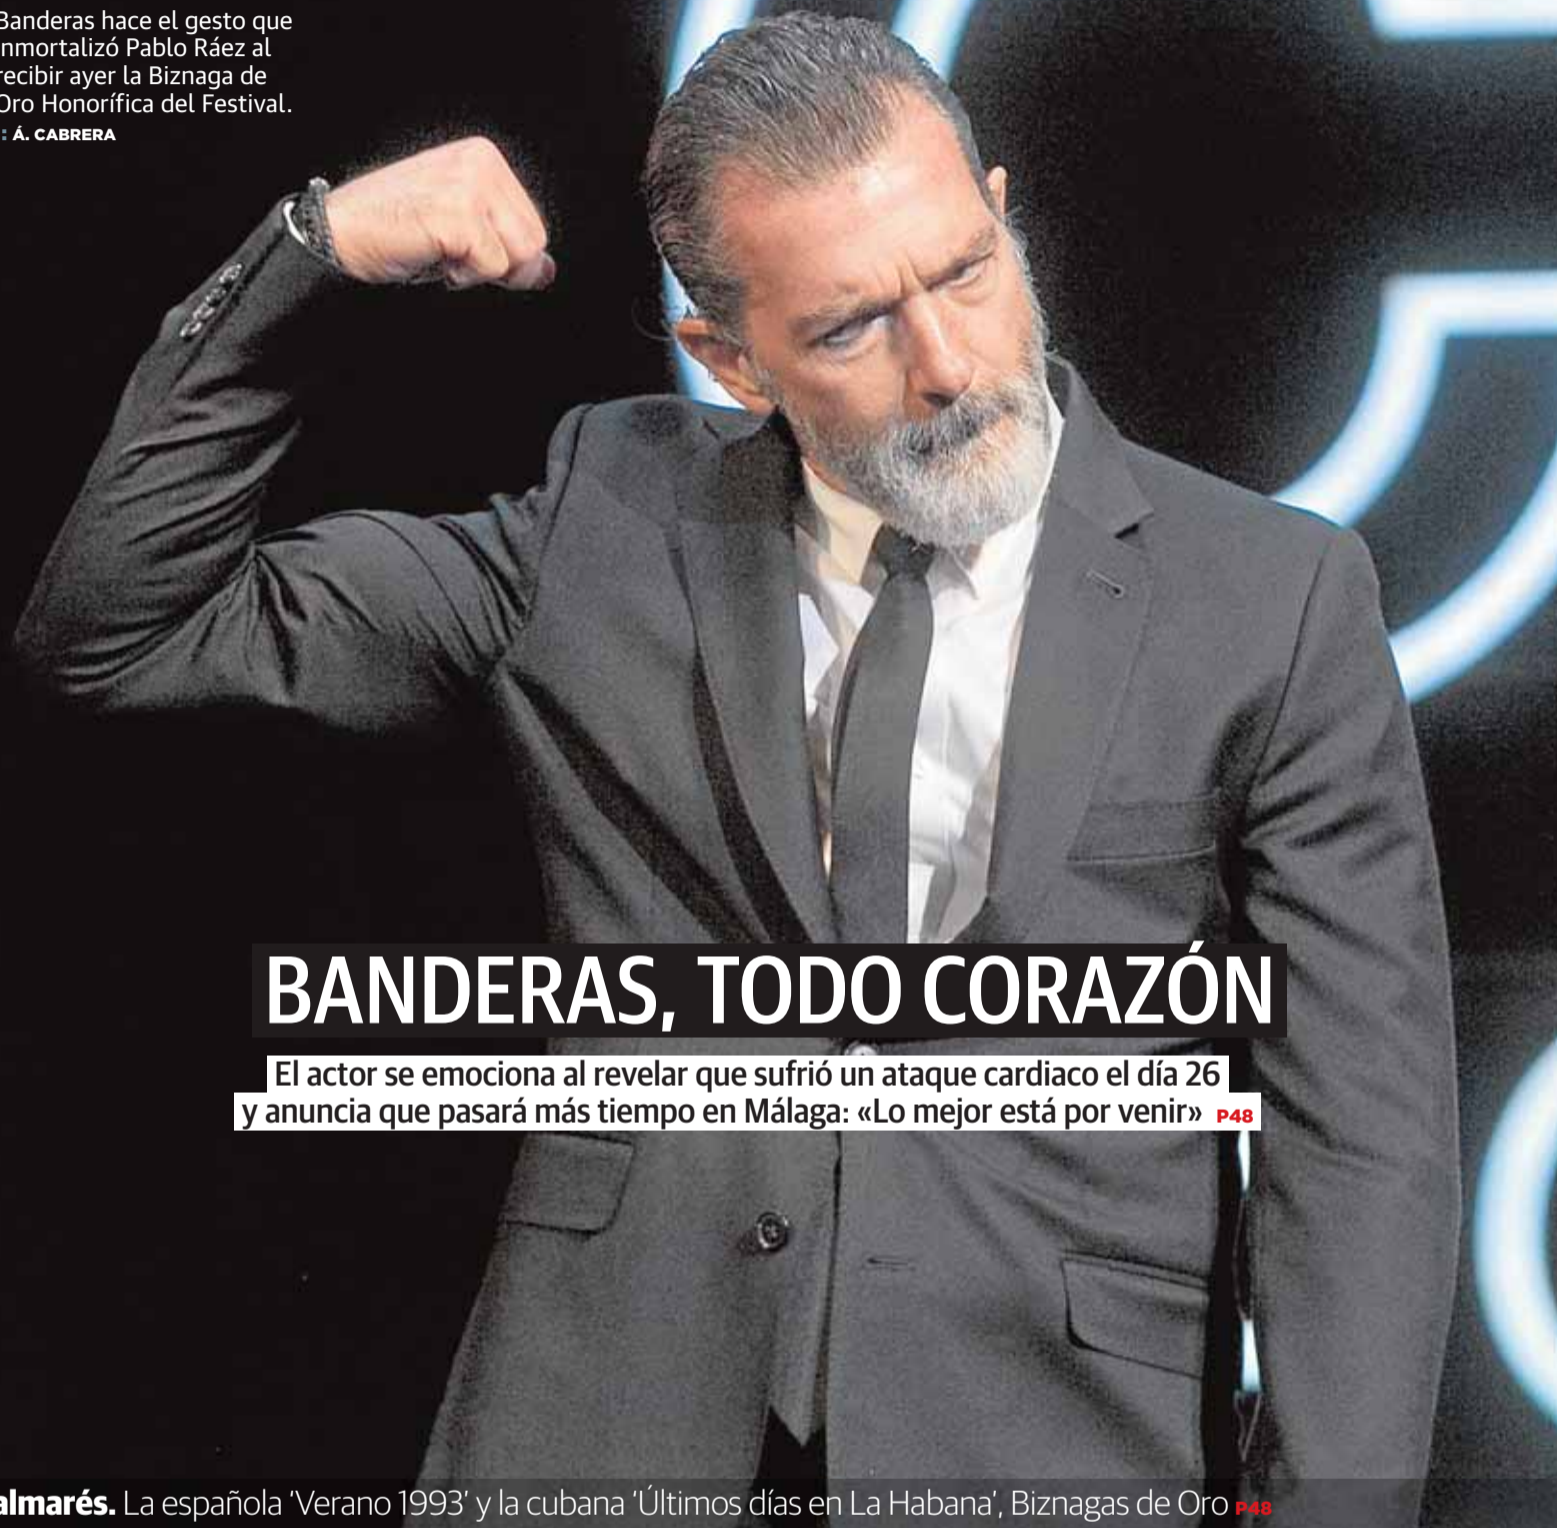 Banderas hace el gesto que
inmortalizó Pablo Ráez al
recibir ayer la Biznaga de
Oro Honorífica del Festival.
:: Á. CABRERA
BANDERAS, TODO CORAZÓN
El actor se emociona al revelar que sufrió un ataque cardiaco el día 26
y anuncia que pasará más tiempo en Málaga: «Lo mejor está por venir» P48
almarés. La española ‘Verano 1993’ y la cubana ‘Últimos días en La Habana’, Biznagas de Oro P48